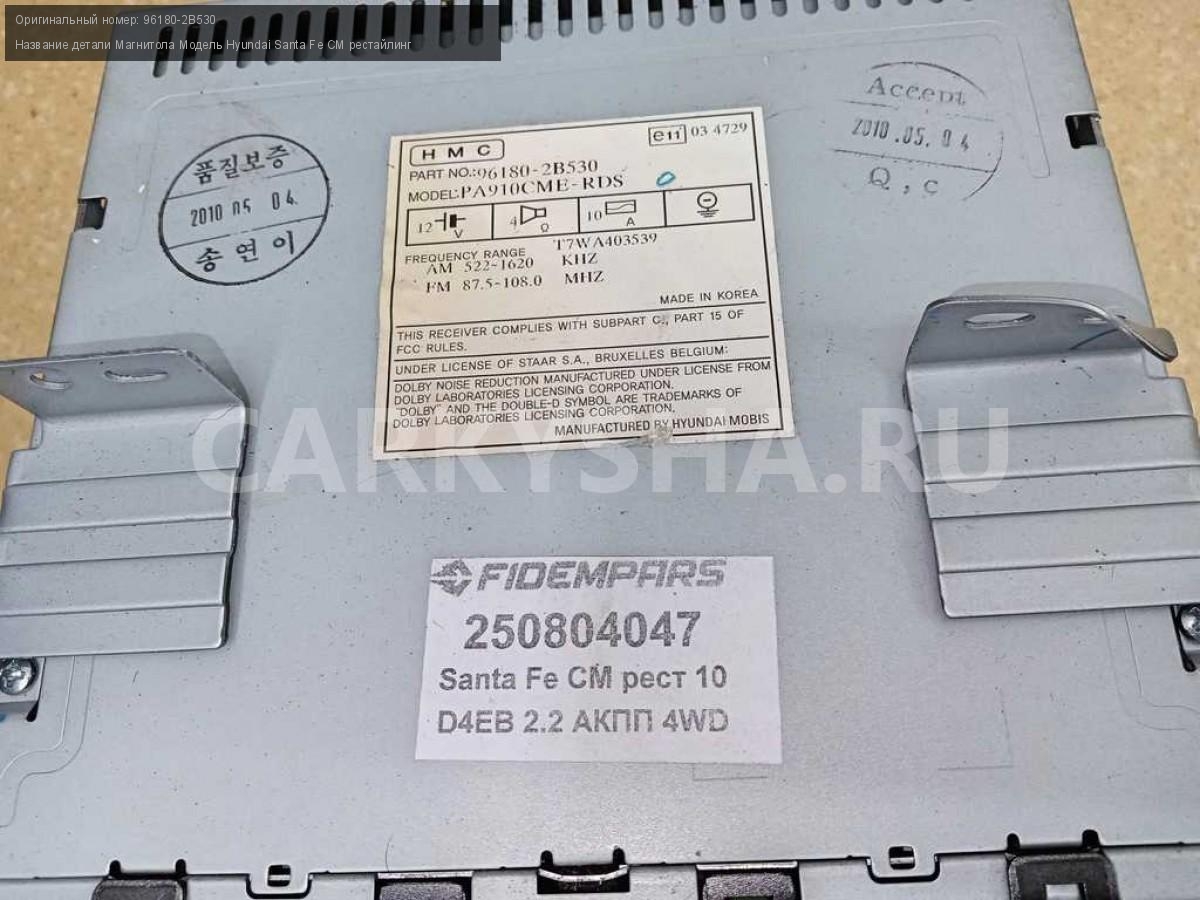 Оригинальный номер: 96180-2B530
Название детали Магнитола Модель Hyundai Santa Fe CM рестайлинг
Accept
2010.05.04
Q,C
품질보증
2010 05 04.
송연이
HMC
e11 03 4729
PART NO.:96180-2B530
MODEL:PA910CME-RDS
12 V
4 Ω
10 A
FREQUENCY RANGE T7WA403539
AM 522~1620 KHZ
FM 87.5-108.0 MHZ
MADE IN KOREA
THIS RECEIVER COMPLIES WITH SUBPART C., PART 15 OF
FCC RULES.
UNDER LICENSE OF STAAR S.A., BRUXELLES BELGIUM:
DOLBY NOISE REDUCTION MANUFACTURED UNDER LICENSE FROM
DOLBY LABORATORIES LICENSING CORPORATION.
"DOLBY" AND THE DOUBLE-D SYMBOL ARE TRADEMARKS OF
DOLBY LABORATORIES LICENSING CORPORATION.
MANUFACTURED BY HYUNDAI MOBIS
CARKYSHA.RU
FIDEMPARS
250804047
Santa Fe CM рест 10
D4EB 2.2 АКПП 4WD